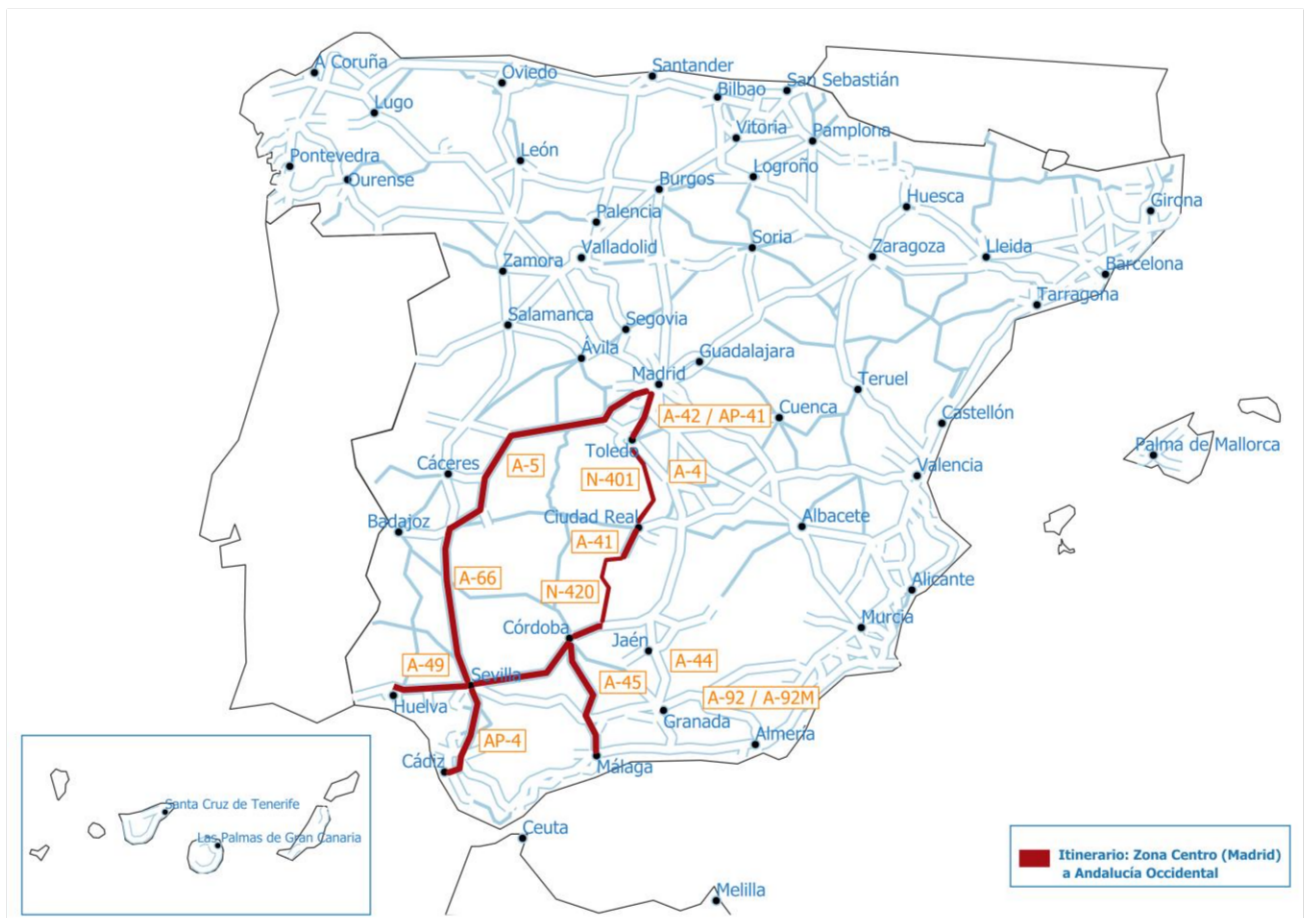 A Coruña
Oviedo
Santander
San Sebastián
Bilbao
Lugo
Vitoria
Pamplona
Pontevedra
León
Logroño
Ourense
Burgos
Huesca
Girona
Palencia
Soria
Valladolid
Zaragoza
Lleida
Zamora
Barcelona
Tarragona
Salamanca
Segovia
Ávila
Guadalajara
Madrid
Teruel
A-42 / AP-41
Cuenca
Castellón
Toledo
Palma de Mallorca
Cáceres
A-5
A-4
Valencia
N-401
Badajoz
Ciudad Real
Albacete
A-41
A-66
N-420
Alicante
Murcia
Córdoba
Jaén
A-49
A-44
Sevilla
A-45
A-92 / A-92M
Huelva
Granada
AP-4
Almería
Cádiz
Málaga
Santa Cruz de Tenerife
Las Palmas de Gran Canaria
Ceuta
Melilla
Itinerario: Zona Centro (Madrid)
a Andalucía Occidental